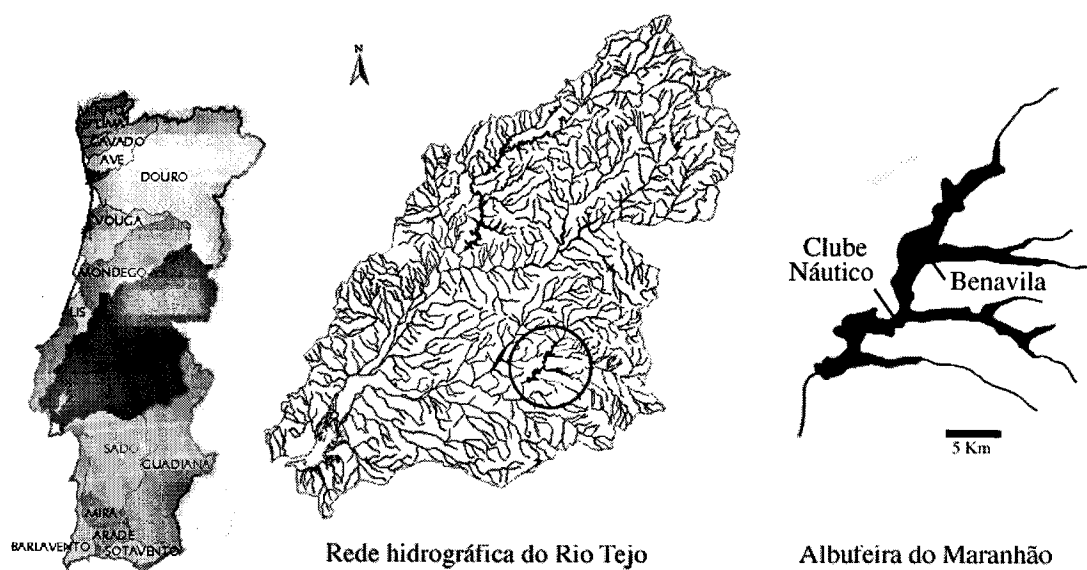 N
MINHO
LIMA
CAVADO
AVE
DOURO
VOUGA
MONDEGO
LIS
SADO
GUADIANA
MIRA
ARADE
BARLAVENTO
SOTAVENTO
Clube
Náutico
Benavila
5 Km
Rede hidrográfica do Rio Tejo
Albufeira do Maranhão